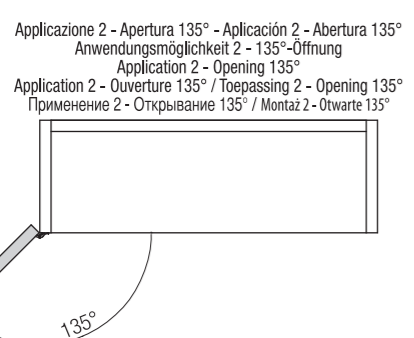 Applicazione 2 - Apertura 135° - Aplicación 2 - Abertura 135°
Anwendungsmöglichkeit 2 - 135°-Öffnung
Application 2 - Opening 135°
Application 2 - Ouverture 135° / Toepassing 2 - Opening 135°
Применение 2 - Открывание 135° / Montaż 2 - Otwarte 135°
135°